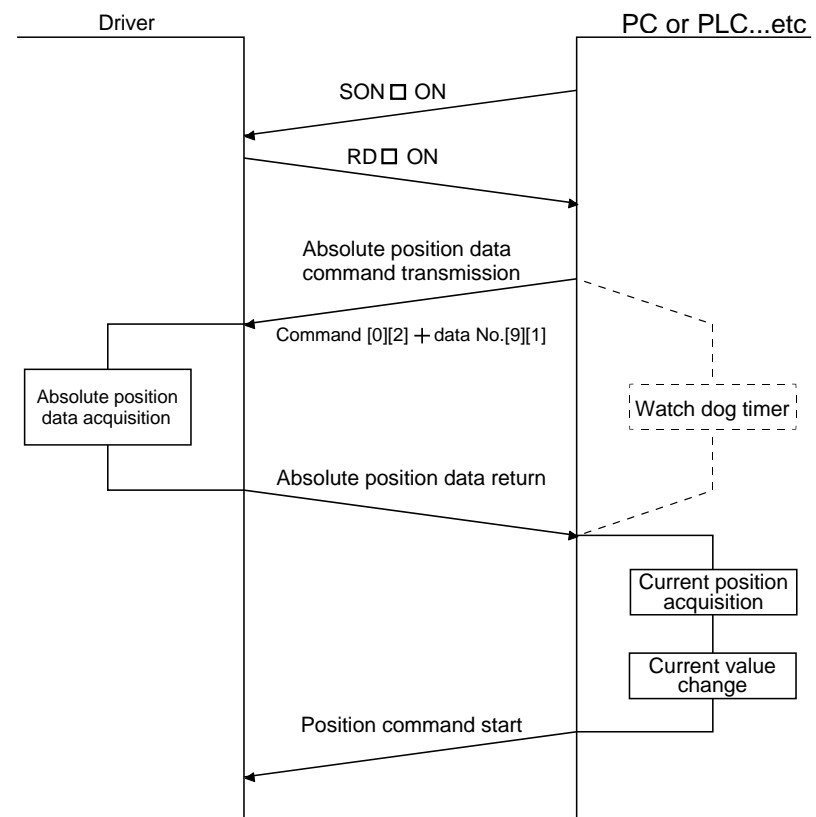 Driver
PC or PLC...etc
SON□ ON
RD□ ON
Absolute position data
command transmission
Command [0][2] + data No.[9][1]
Absolute position
data acquisition
Watch dog timer
Absolute position data return
Current position
acquisition
Current value
change
Position command start